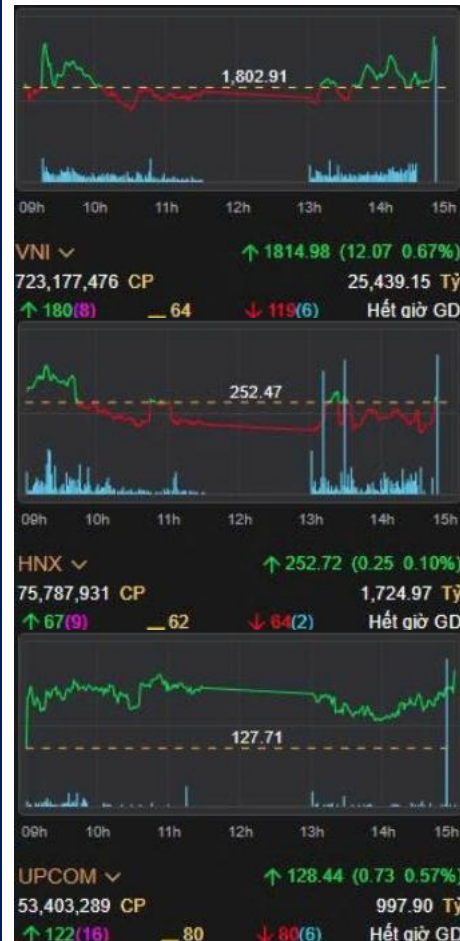 1,802.91
09h 10h 11h 12h 13h 14h 15h
VNI ↑ 1814.98 (12.07 0.67%)
723,177,476 CP 25,439.15 Tỷ
↑ 180(8) 64 ↓ 119(6) Hết giờ GD
252.47
09h 10h 11h 12h 13h 14h 15h
HNX ↑ 252.72 (0.25 0.10%)
75,787,931 CP 1,724.97 Tỷ
↑ 67(9) 62 ↓ 64(2) Hết giờ GD
127.71
09h 10h 11h 12h 13h 14h 15h
UPCOM ↑ 128.44 (0.73 0.57%)
53,403,289 CP 997.90 Tỷ
↑ 122(16) 80 ↓ 80(6) Hết giờ GD